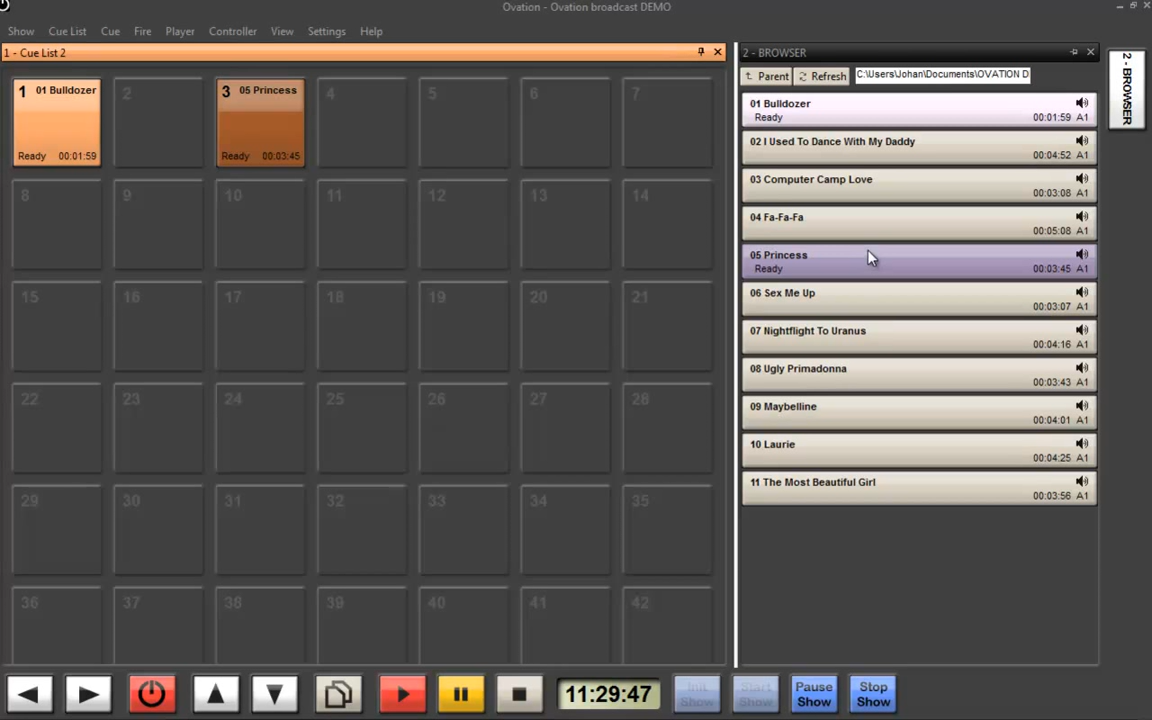 Ovation - Ovation broadcast DEMO
Show Cue List Cue Fire Player Controller View Settings Help
1 - Cue List 2
1 01 Bulldozer
Ready 00:01:59
2
3 05 Princess
Ready 00:03:45
4
5
6
7
8
9
10
11
12
13
14
15
16
17
18
19
20
21
22
23
24
25
26
27
28
29
30
31
32
33
34
35
36
37
38
39
40
41
42
2 - BROWSER
Parent Refresh C:\Users\Johan\Documents\OVATION D
01 Bulldozer
Ready 00:01:59 A1
02 I Used To Dance With My Daddy
00:04:52 A1
03 Computer Camp Love
00:03:08 A1
04 Fa-Fa-Fa
00:05:08 A1
05 Princess
Ready 00:03:45 A1
06 Sex Me Up
00:03:07 A1
07 Nightflight To Uranus
00:04:16 A1
08 Ugly Primadonna
00:03:43 A1
09 Maybelline
00:04:01 A1
10 Laurie
00:04:25 A1
11 The Most Beautiful Girl
00:03:56 A1
2 - BROWSER
11:29:47
Init
Show
Start
Show
Pause
Show
Stop
Show